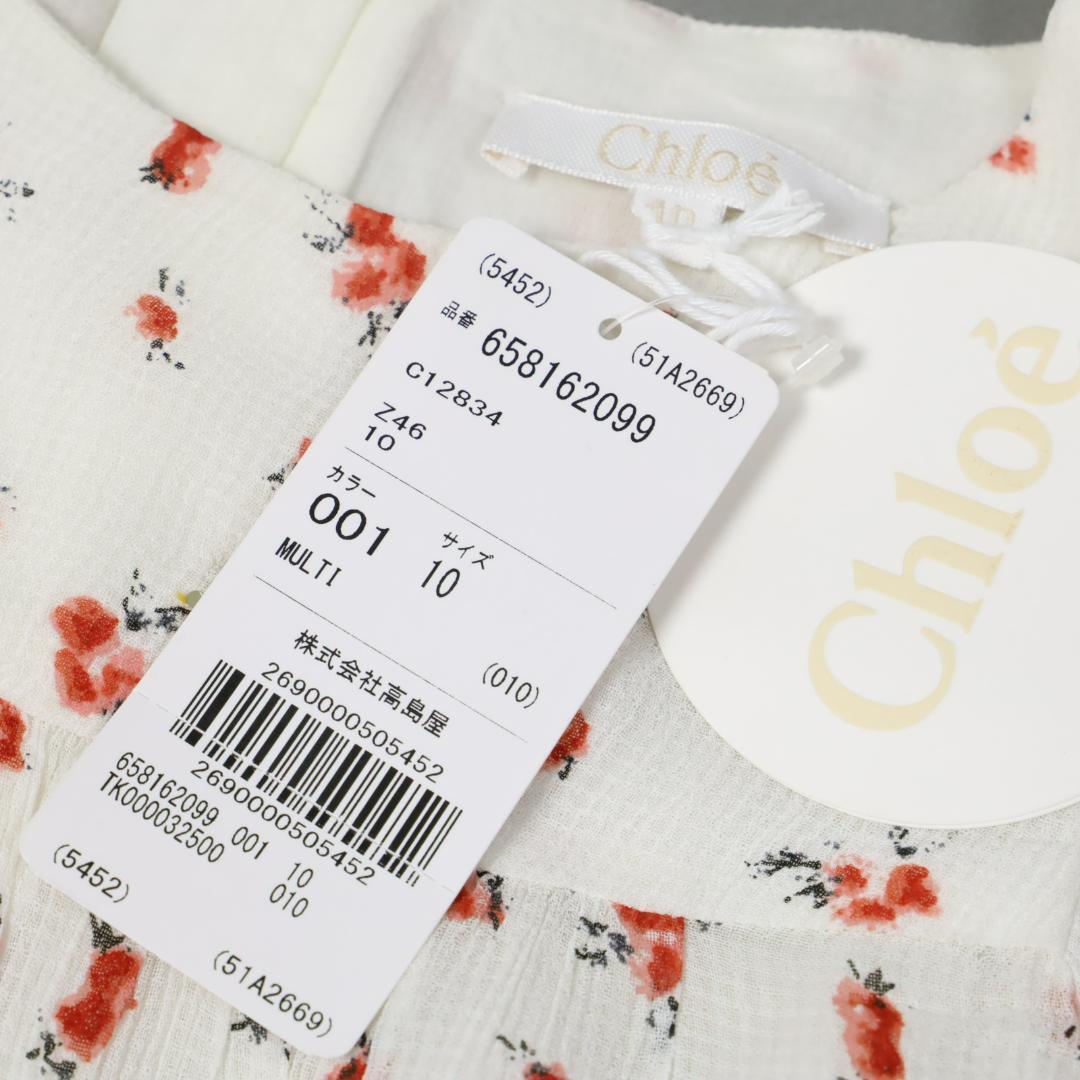 Chloé
10
(5452)
(51A2669)
品番 658162099
C12834
Z46
10
カラー サイズ
001 10
MULTI
(010)
株式会社高島屋
2690000505452
2690000505452
658162099 001 10
TK000032500 010
(5452)
(51A2669)
Chloé